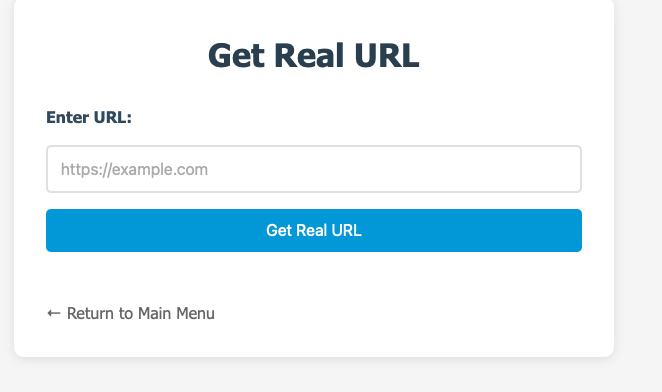 Get Real URL
Enter URL:
https://example.com
Get Real URL
← Return to Main Menu